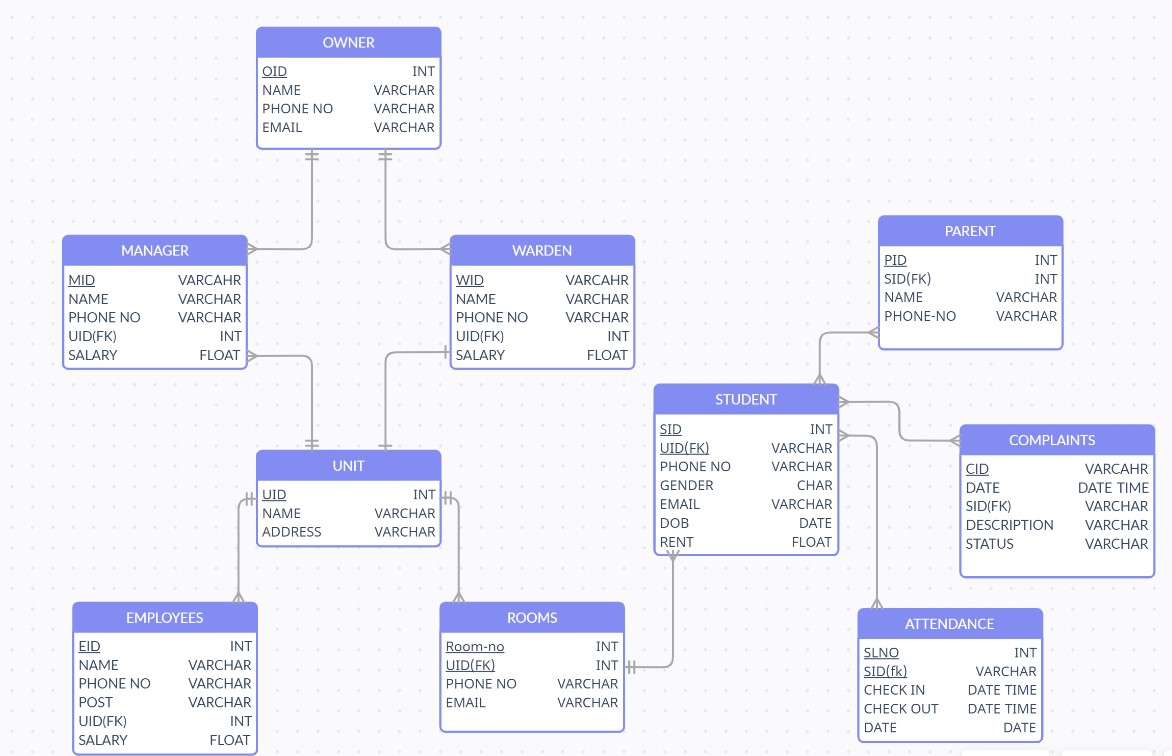 OWNER
OID INT
NAME VARCHAR
PHONE NO VARCHAR
EMAIL VARCHAR
MANAGER
MID VARCAHR
NAME VARCHAR
PHONE NO VARCHAR
UID(FK) INT
SALARY FLOAT
WARDEN
WID VARCAHR
NAME VARCHAR
PHONE NO VARCHAR
UID(FK) INT
SALARY FLOAT
PARENT
PID INT
SID(FK) INT
NAME VARCHAR
PHONE-NO VARCHAR
STUDENT
SID INT
UID(FK) VARCHAR
PHONE NO VARCHAR
GENDER CHAR
EMAIL VARCHAR
DOB DATE
RENT FLOAT
COMPLAINTS
CID VARCAHR
DATE DATE TIME
SID(FK) VARCHAR
DESCRIPTION VARCHAR
STATUS VARCHAR
UNIT
UID INT
NAME VARCHAR
ADDRESS VARCHAR
EMPLOYEES
EID INT
NAME VARCHAR
PHONE NO VARCHAR
POST VARCHAR
UID(FK) INT
SALARY FLOAT
ROOMS
Room-no INT
UID(FK) INT
PHONE NO VARCHAR
EMAIL VARCHAR
ATTENDANCE
SLNO INT
SID(fk) VARCHAR
CHECK IN DATE TIME
CHECK OUT DATE TIME
DATE DATE